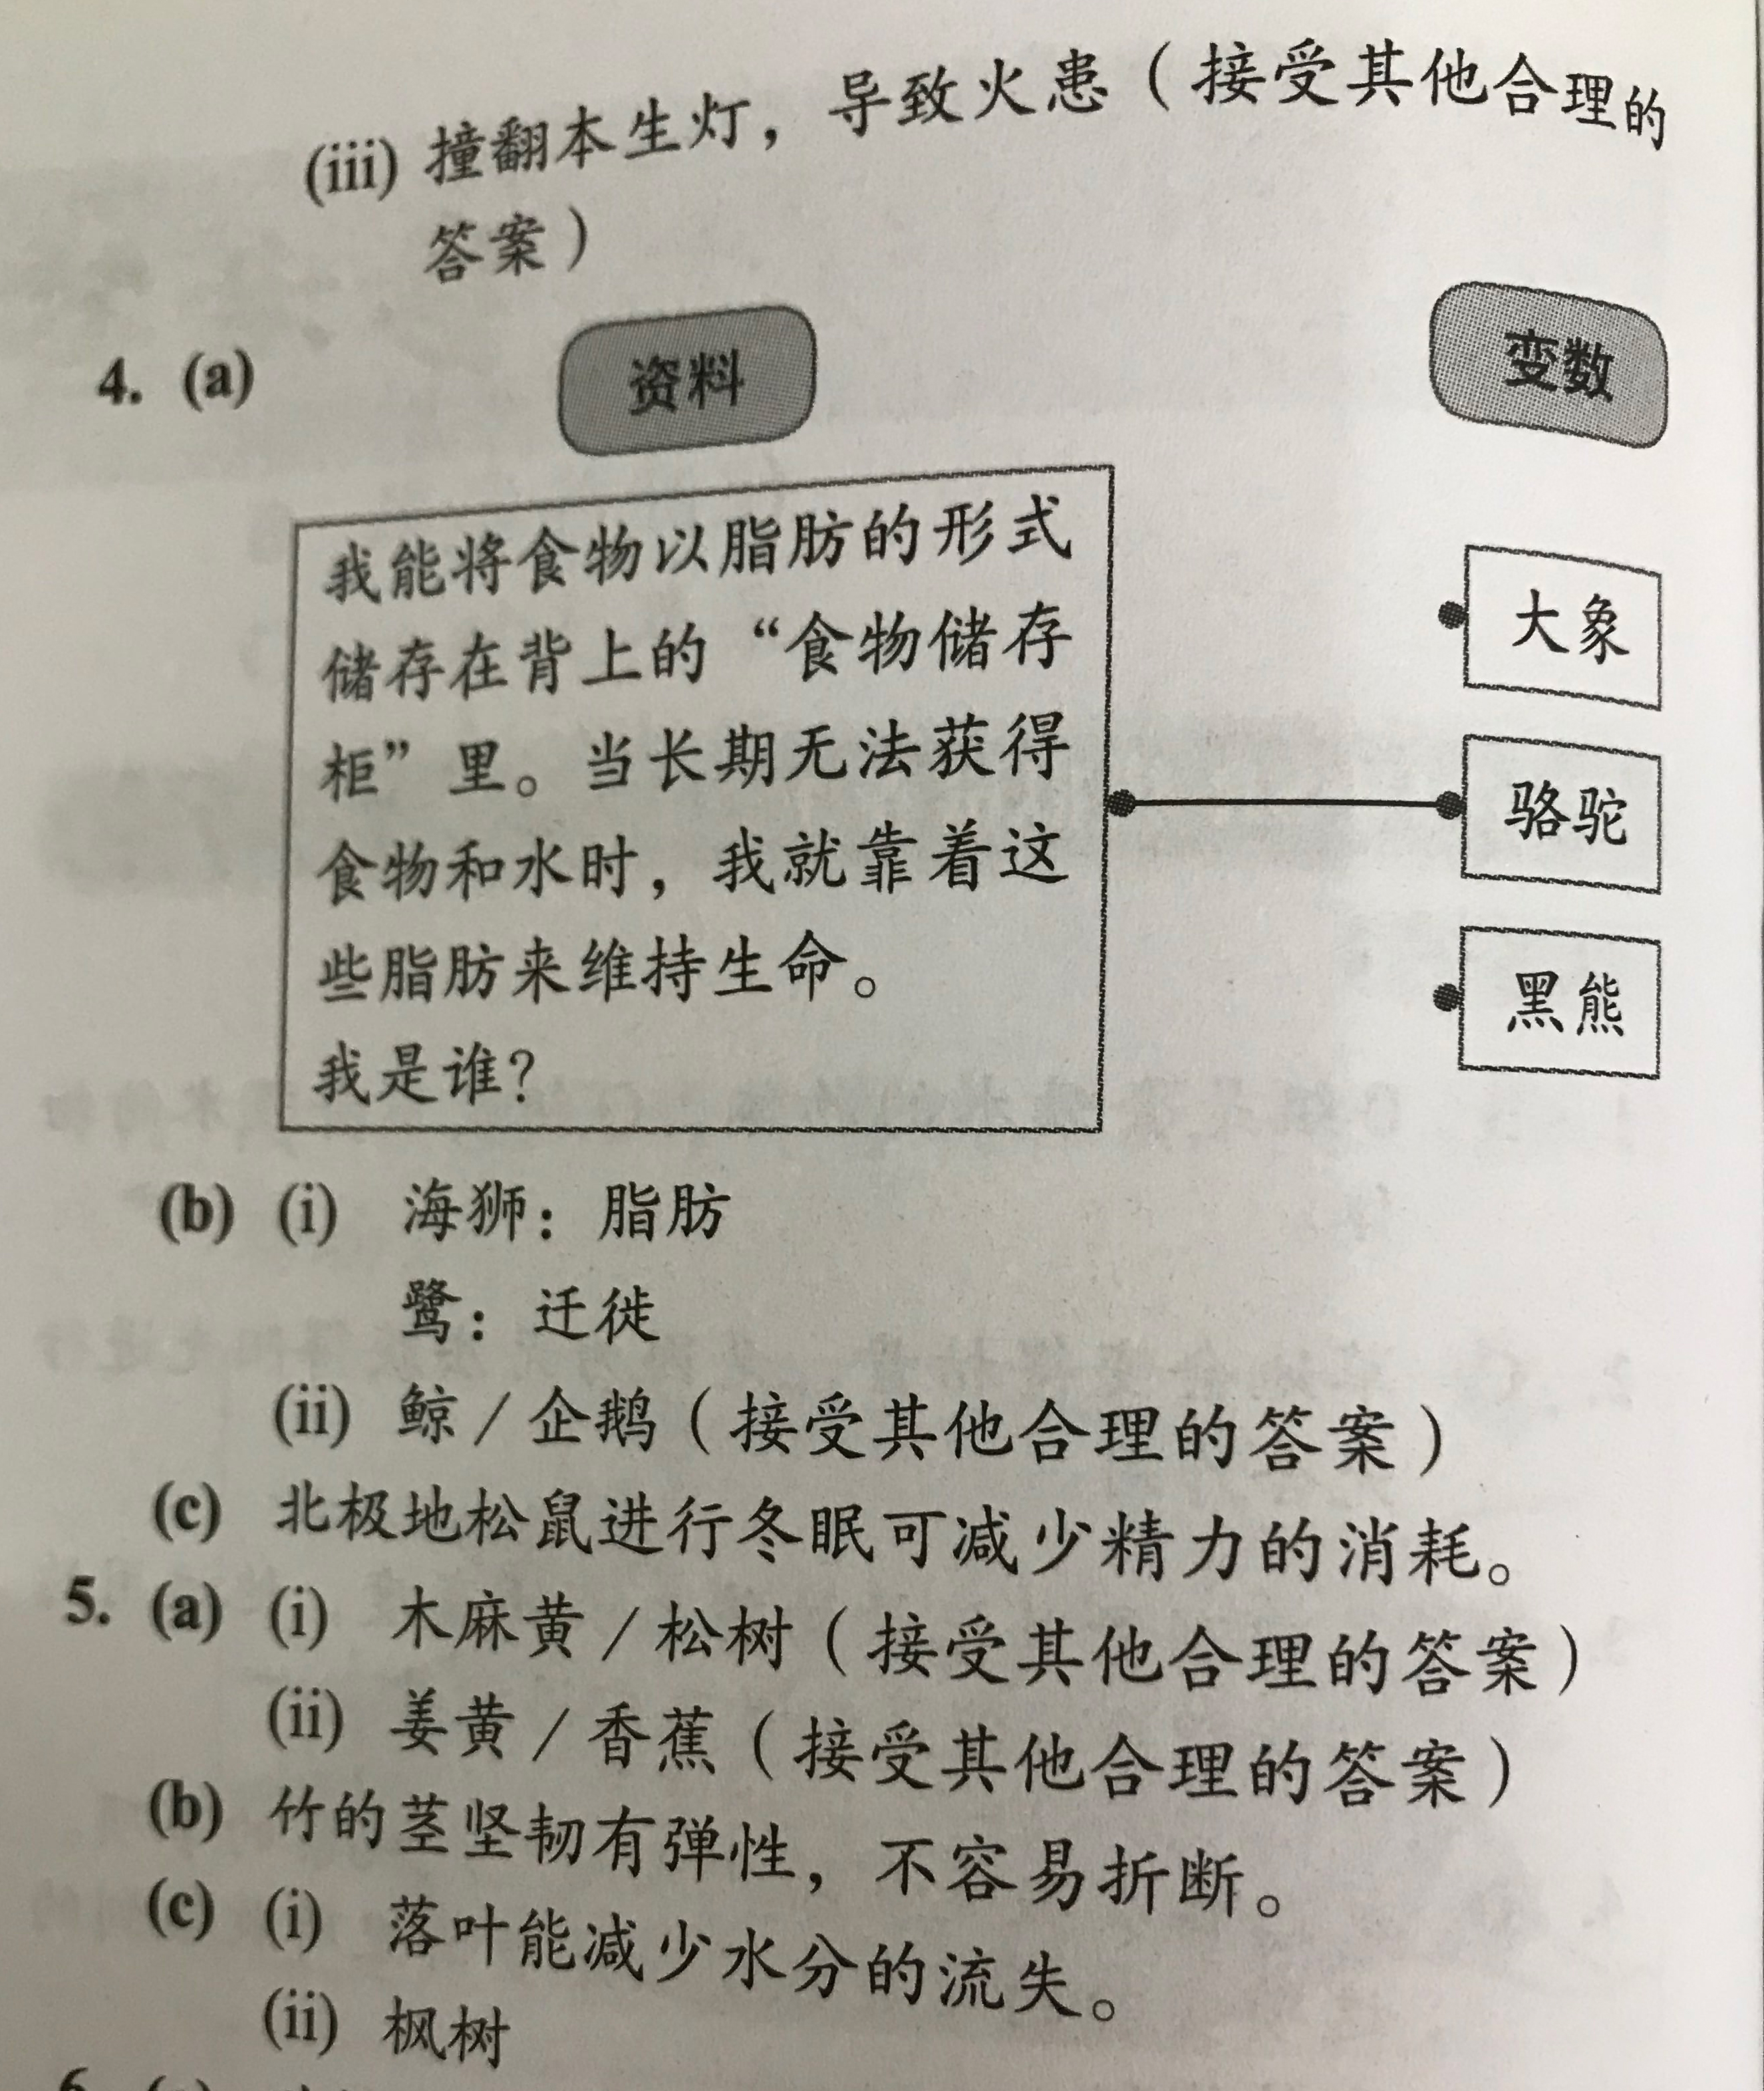 (iii) 撞翻本生灯，导致火患（接受其他合理的
答案）
4. (a) 资料 变数
我能将食物以脂肪的形式
储存在背上的“食物储存
柜”里。当长期无法获得
食物和水时，我就靠着这
些脂肪来维持生命。
我是谁？
大象
骆驼
黑熊
(b) (i) 海狮：脂肪
鹭：迁徙
(ii) 鲸/企鹅（接受其他合理的答案）
(c) 北极地松鼠进行冬眠可减少精力的消耗。
5. (a) (i) 木麻黄/松树（接受其他合理的答案）
(ii) 姜黄/香蕉（接受其他合理的答案）
(b) 竹的茎坚韧有弹性，不容易折断。
(c) (i) 落叶能减少水分的流失。
(ii) 枫树